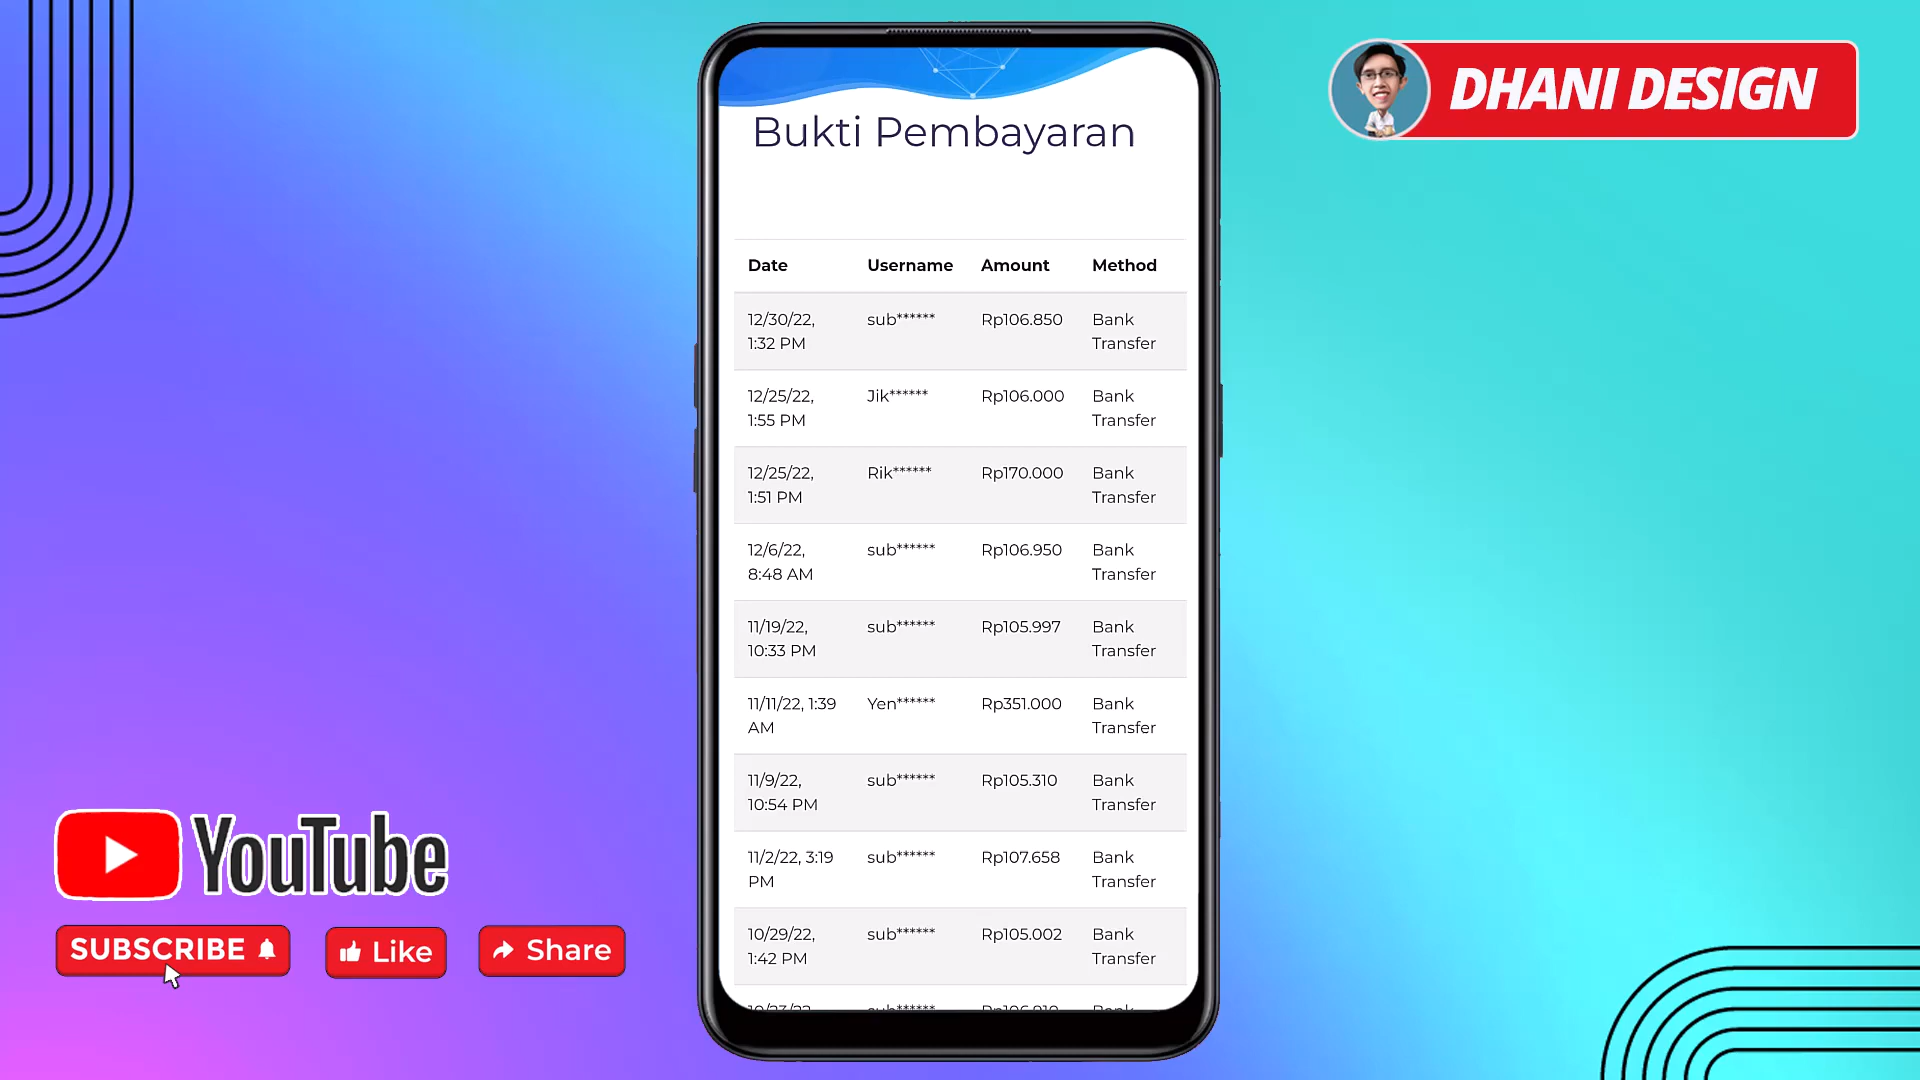 DHANI DESIGN
Bukti Pembayaran
Date Username Amount Method
12/30/22, 1:32 PM sub****** Rp106.850 Bank Transfer
12/25/22, 1:55 PM Jik****** Rp106.000 Bank Transfer
12/25/22, 1:51 PM Rik****** Rp170.000 Bank Transfer
12/6/22, 8:48 AM sub****** Rp106.950 Bank Transfer
11/19/22, 10:33 PM sub****** Rp105.997 Bank Transfer
11/11/22, 1:39 AM Yen****** Rp351.000 Bank Transfer
11/9/22, 10:54 PM sub****** Rp105.310 Bank Transfer
11/2/22, 3:19 PM sub****** Rp107.658 Bank Transfer
10/29/22, 1:42 PM sub****** Rp105.002 Bank Transfer
YouTube
SUBSCRIBE
Like
Share